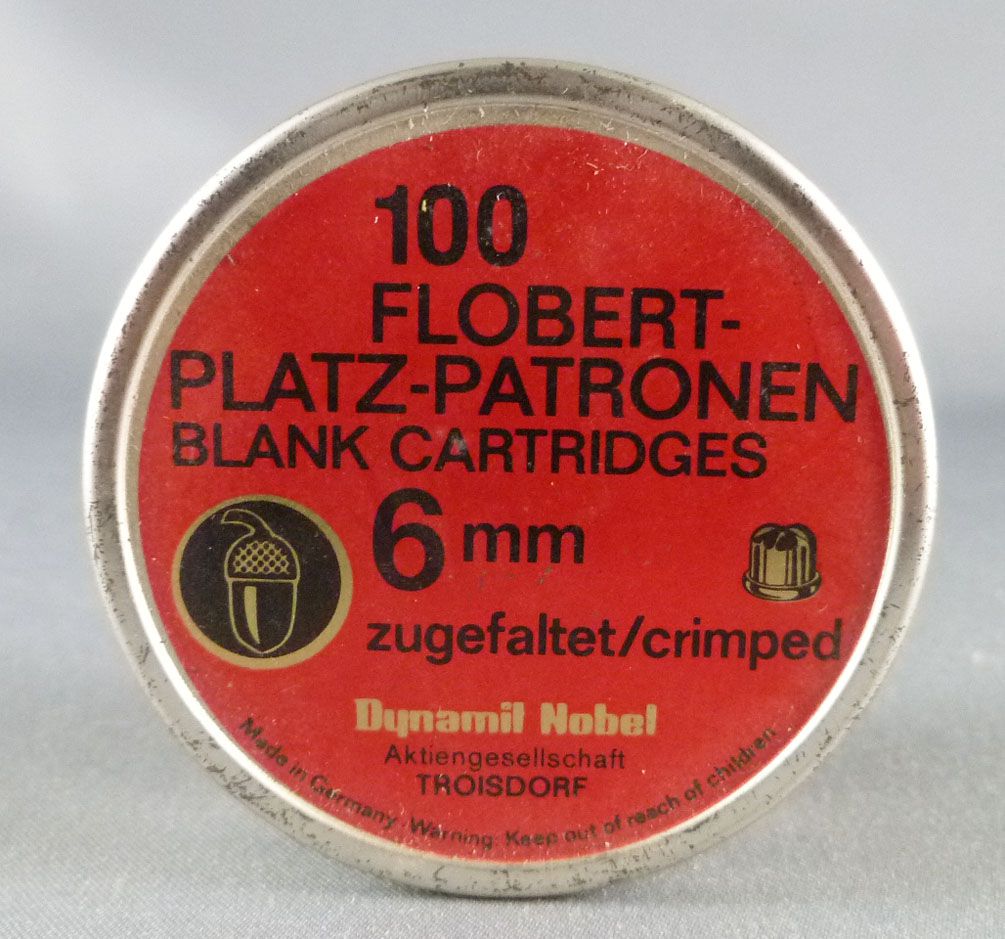 100
FLOBERT-
PLATZ-PATRONEN
BLANK CARTRIDGES
6 mm
zugefaltet/crimped
Dynamit Nobel
Aktiengesellschaft
TROISDORF
Made in Germany · Warning: Keep out of reach of children